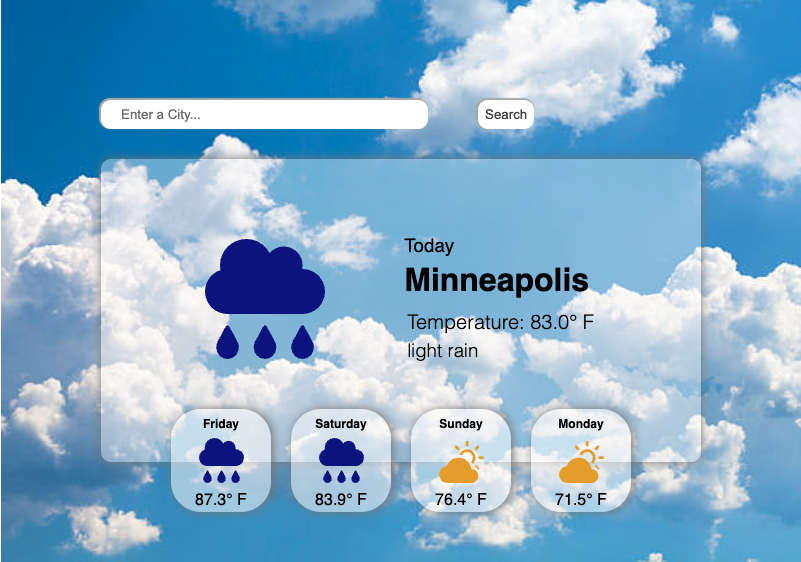 Enter a City...
Search
Today
Minneapolis
Temperature: 83.0° F
light rain
Friday
87.3° F
Saturday
83.9° F
Sunday
76.4° F
Monday
71.5° F